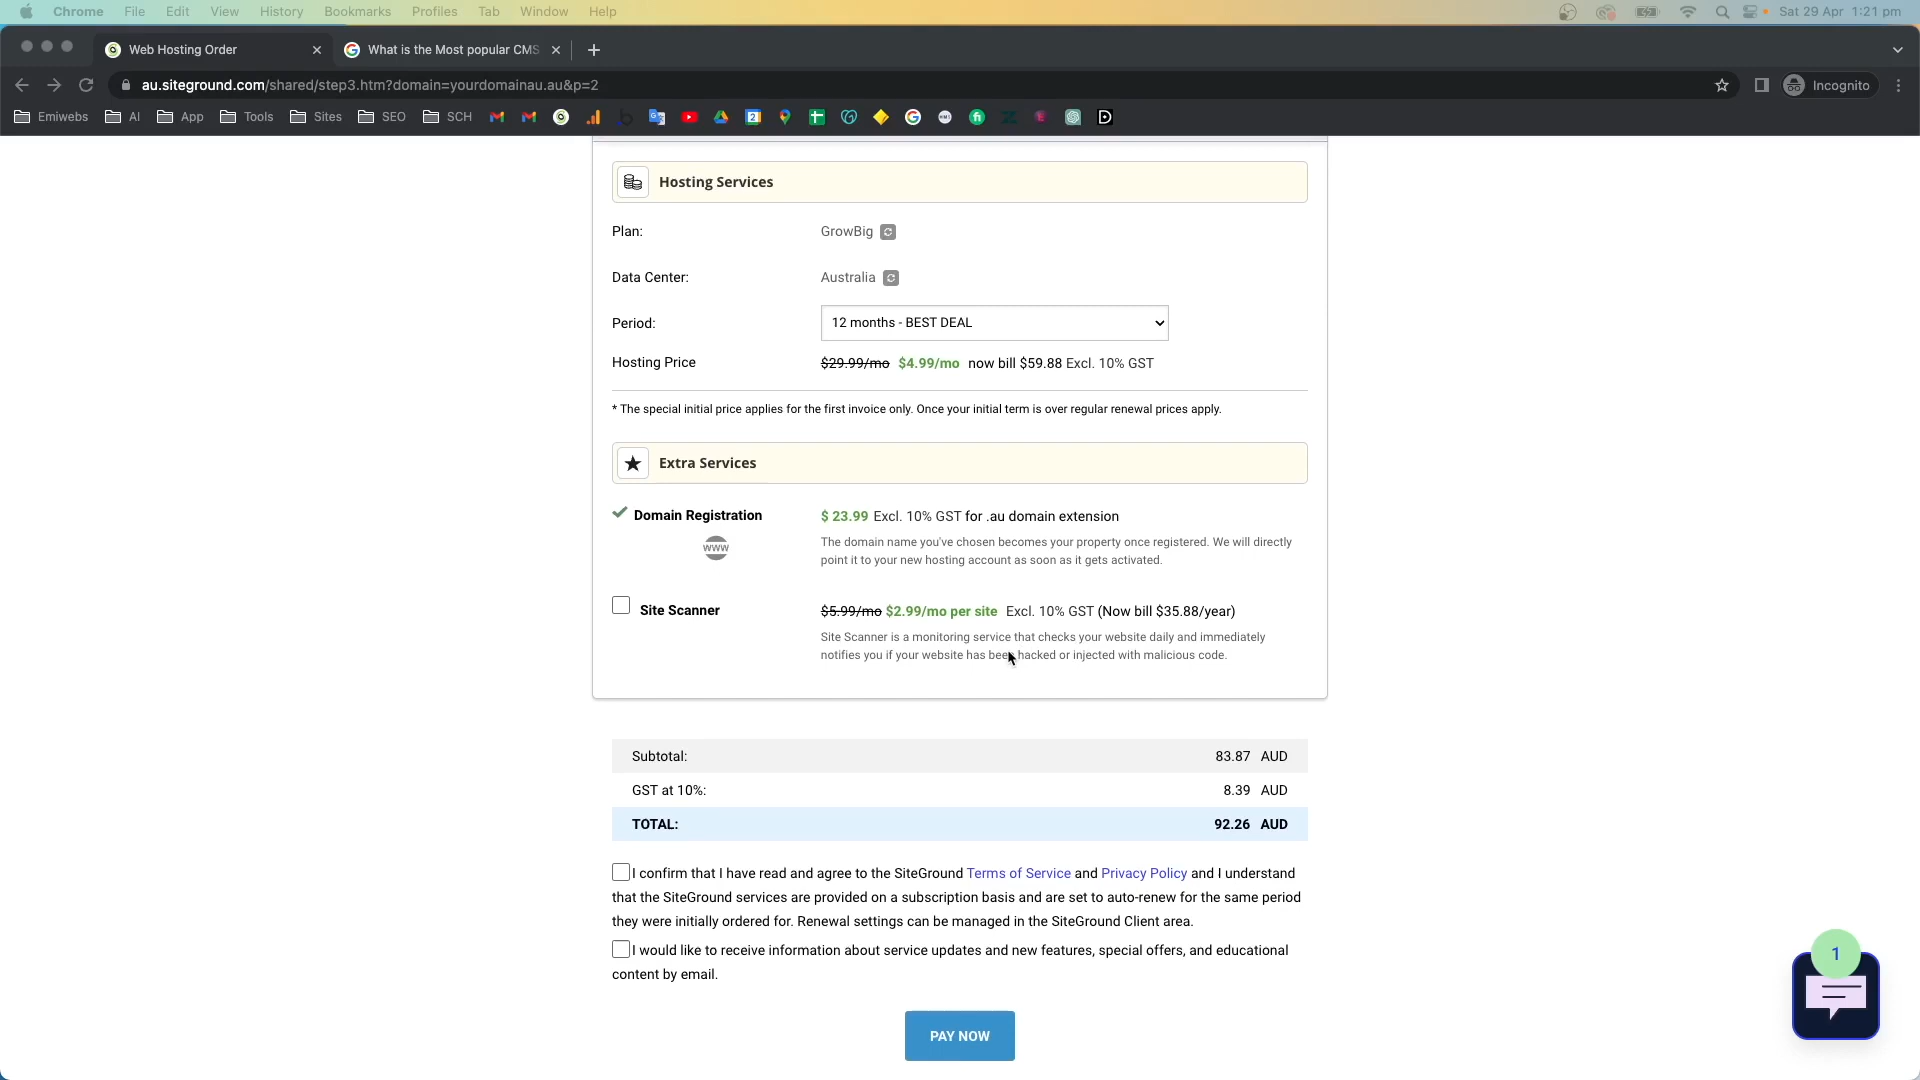 Chrome File Edit View History Bookmarks Profiles Tab Window Help Sat 29 Apr 1:21 pm
Web Hosting Order What is the Most popular CMS
au.siteground.com/shared/step3.htm?domain=yourdomainau.au&p=2 Incognito
Emiwebs AI App Tools Sites SEO SCH
Hosting Services
Plan: GrowBig
Data Center: Australia
Period: 12 months - BEST DEAL
Hosting Price $29.99/mo $4.99/mo now bill $59.88 Excl. 10% GST
* The special initial price applies for the first invoice only. Once your initial term is over regular renewal prices apply.
Extra Services
Domain Registration $ 23.99 Excl. 10% GST for .au domain extension
www
The domain name you've chosen becomes your property once registered. We will directly
point it to your new hosting account as soon as it gets activated.
Site Scanner $5.99/mo $2.99/mo per site Excl. 10% GST (Now bill $35.88/year)
Site Scanner is a monitoring service that checks your website daily and immediately
notifies you if your website has been hacked or injected with malicious code.
Subtotal: 83.87 AUD
GST at 10%: 8.39 AUD
TOTAL: 92.26 AUD
I confirm that I have read and agree to the SiteGround Terms of Service and Privacy Policy and I understand
that the SiteGround services are provided on a subscription basis and are set to auto-renew for the same period
they were initially ordered for. Renewal settings can be managed in the SiteGround Client area.
I would like to receive information about service updates and new features, special offers, and educational
content by email.
1
PAY NOW